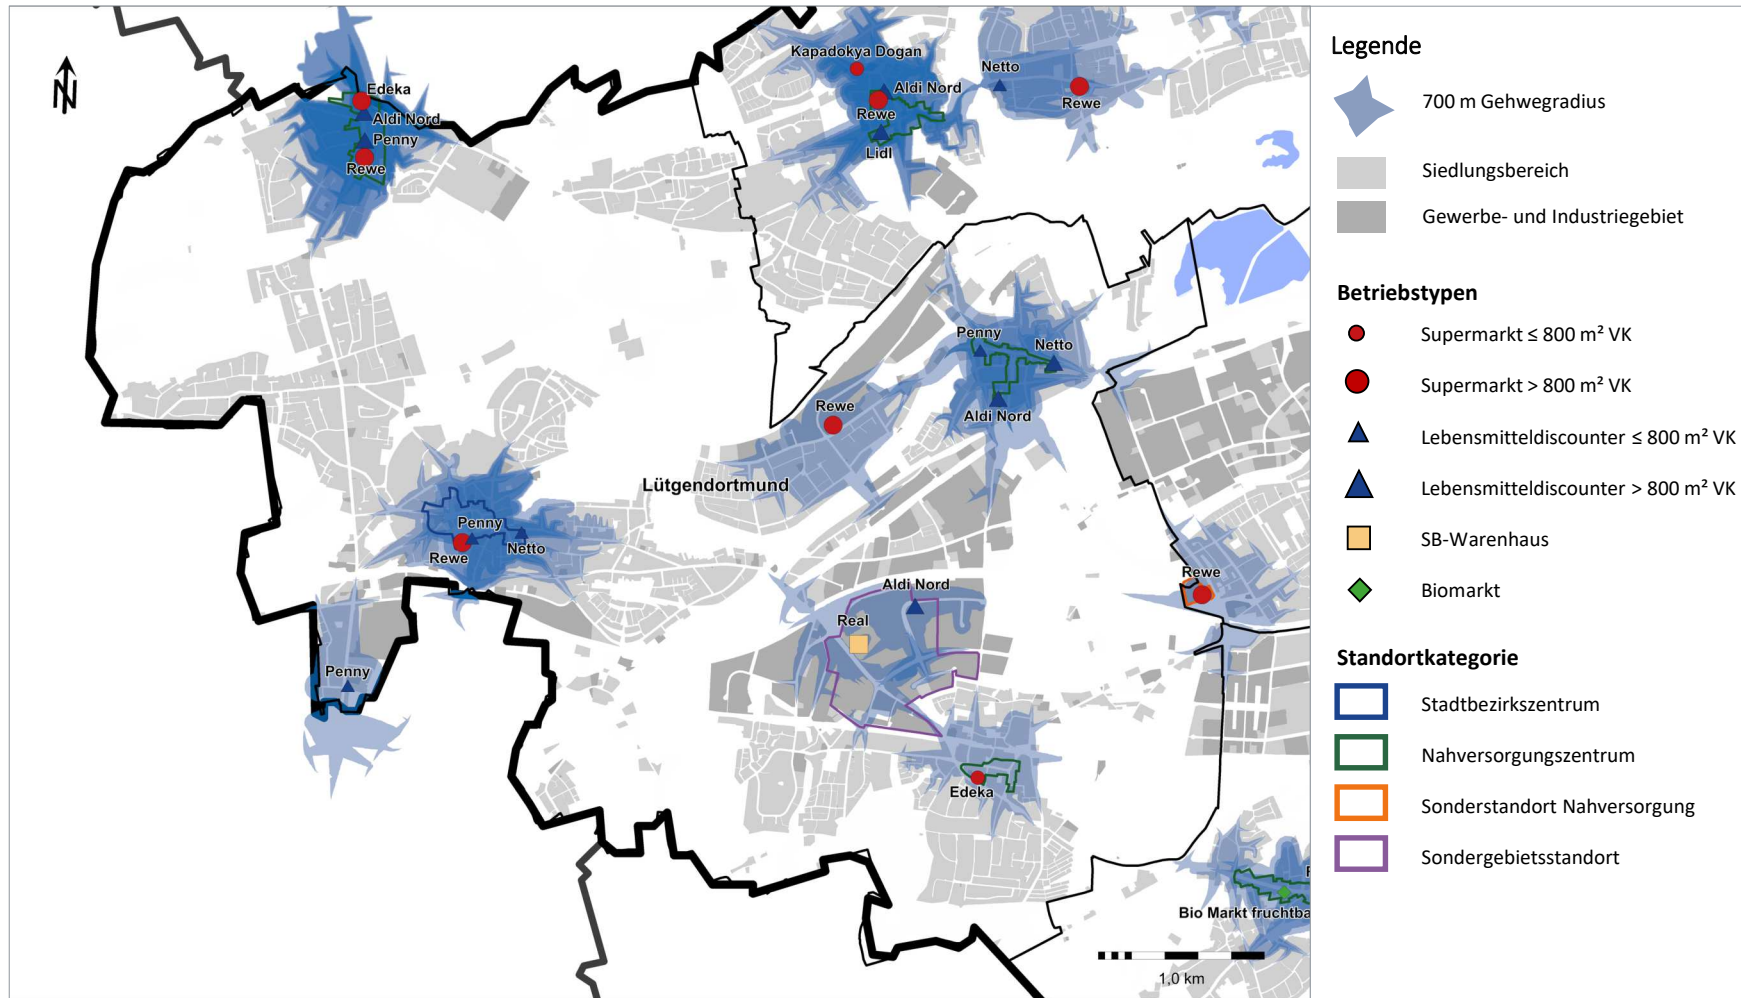 N
Edeka
Aldi Nord
Penny
Rewe
Kapadokya Dogan
Aldi Nord
Rewe
Lidl
Netto
Rewe
Penny
Netto
Aldi Nord
Rewe
Lütgendortmund
Penny
Rewe
Netto
Penny
Aldi Nord
Real
Edeka
Rewe
Bio Markt fruchtba
1,0 km
Legende
700 m Gehwegradius
Siedlungsbereich
Gewerbe- und Industriegebiet
Betriebstypen
Supermarkt ≤ 800 m² VK
Supermarkt > 800 m² VK
Lebensmitteldiscounter ≤ 800 m² VK
Lebensmitteldiscounter > 800 m² VK
SB-Warenhaus
Biomarkt
Standortkategorie
Stadtbezirkszentrum
Nahversorgungszentrum
Sonderstandort Nahversorgung
Sondergebietsstandort